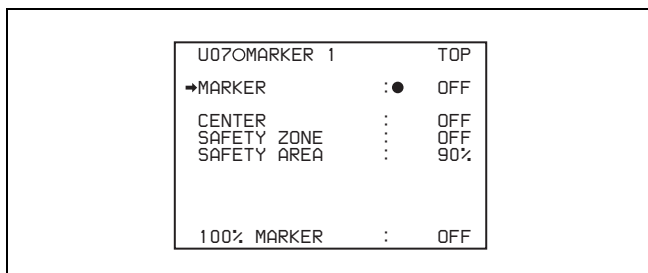 U07○MARKER 1 TOP
➡MARKER :● OFF
CENTER : OFF
SAFETY ZONE : OFF
SAFETY AREA : 90%
100% MARKER : OFF